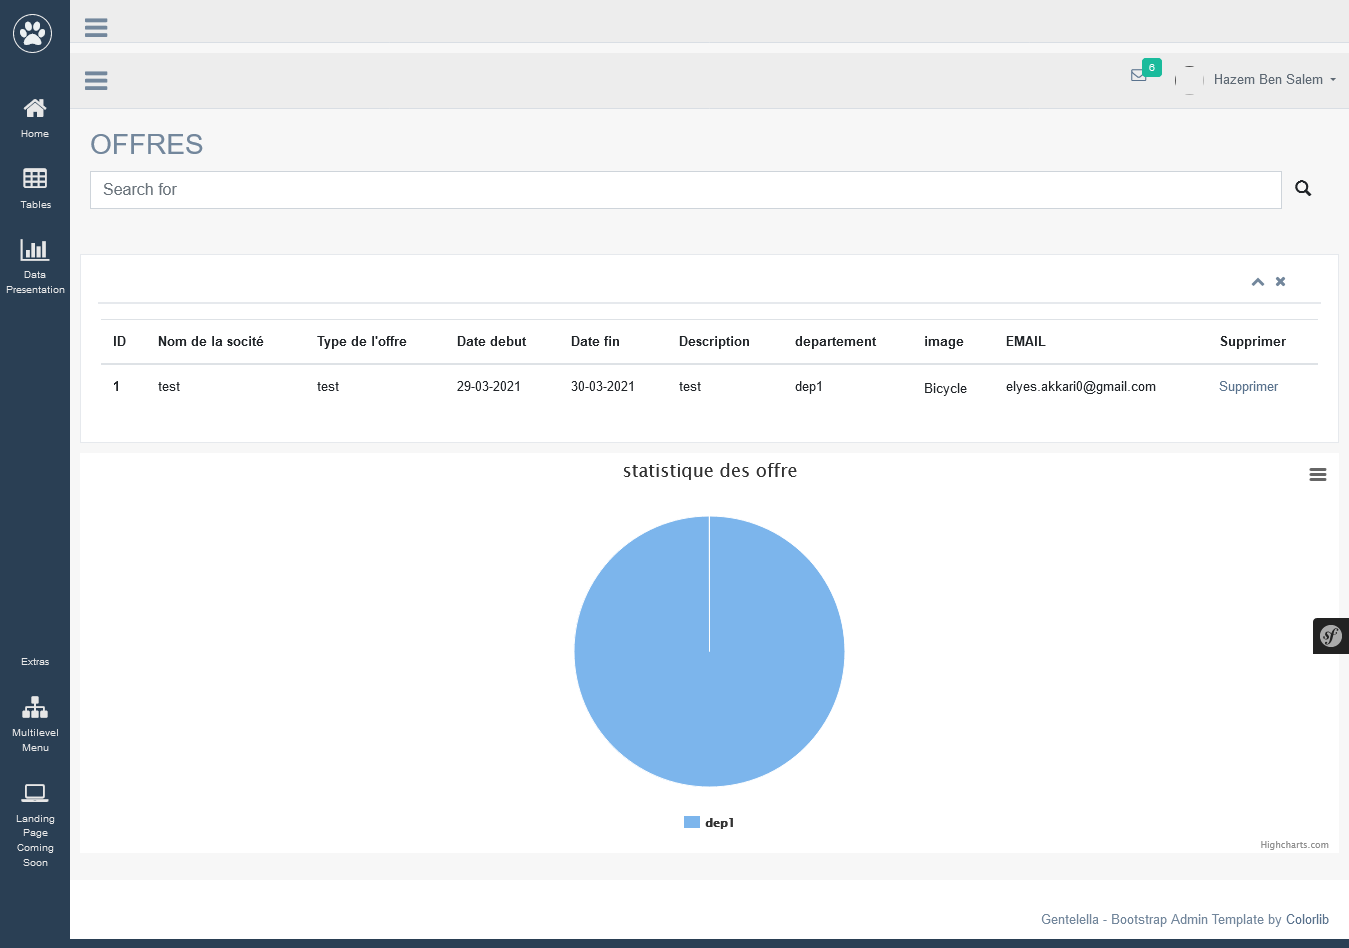 6
Hazem Ben Salem
Home
Tables
Data
Presentation
Extras
Multilevel
Menu
Landing
Page
Coming
Soon
OFFRES
Search for
ID Nom de la socité Type de l'offre Date debut Date fin Description departement image EMAIL Supprimer
1 test test 29-03-2021 30-03-2021 test dep1 Bicycle elyes.akkari0@gmail.com Supprimer
statistique des offre
dep1
Highcharts.com
sf
Gentelella - Bootstrap Admin Template by Colorlib